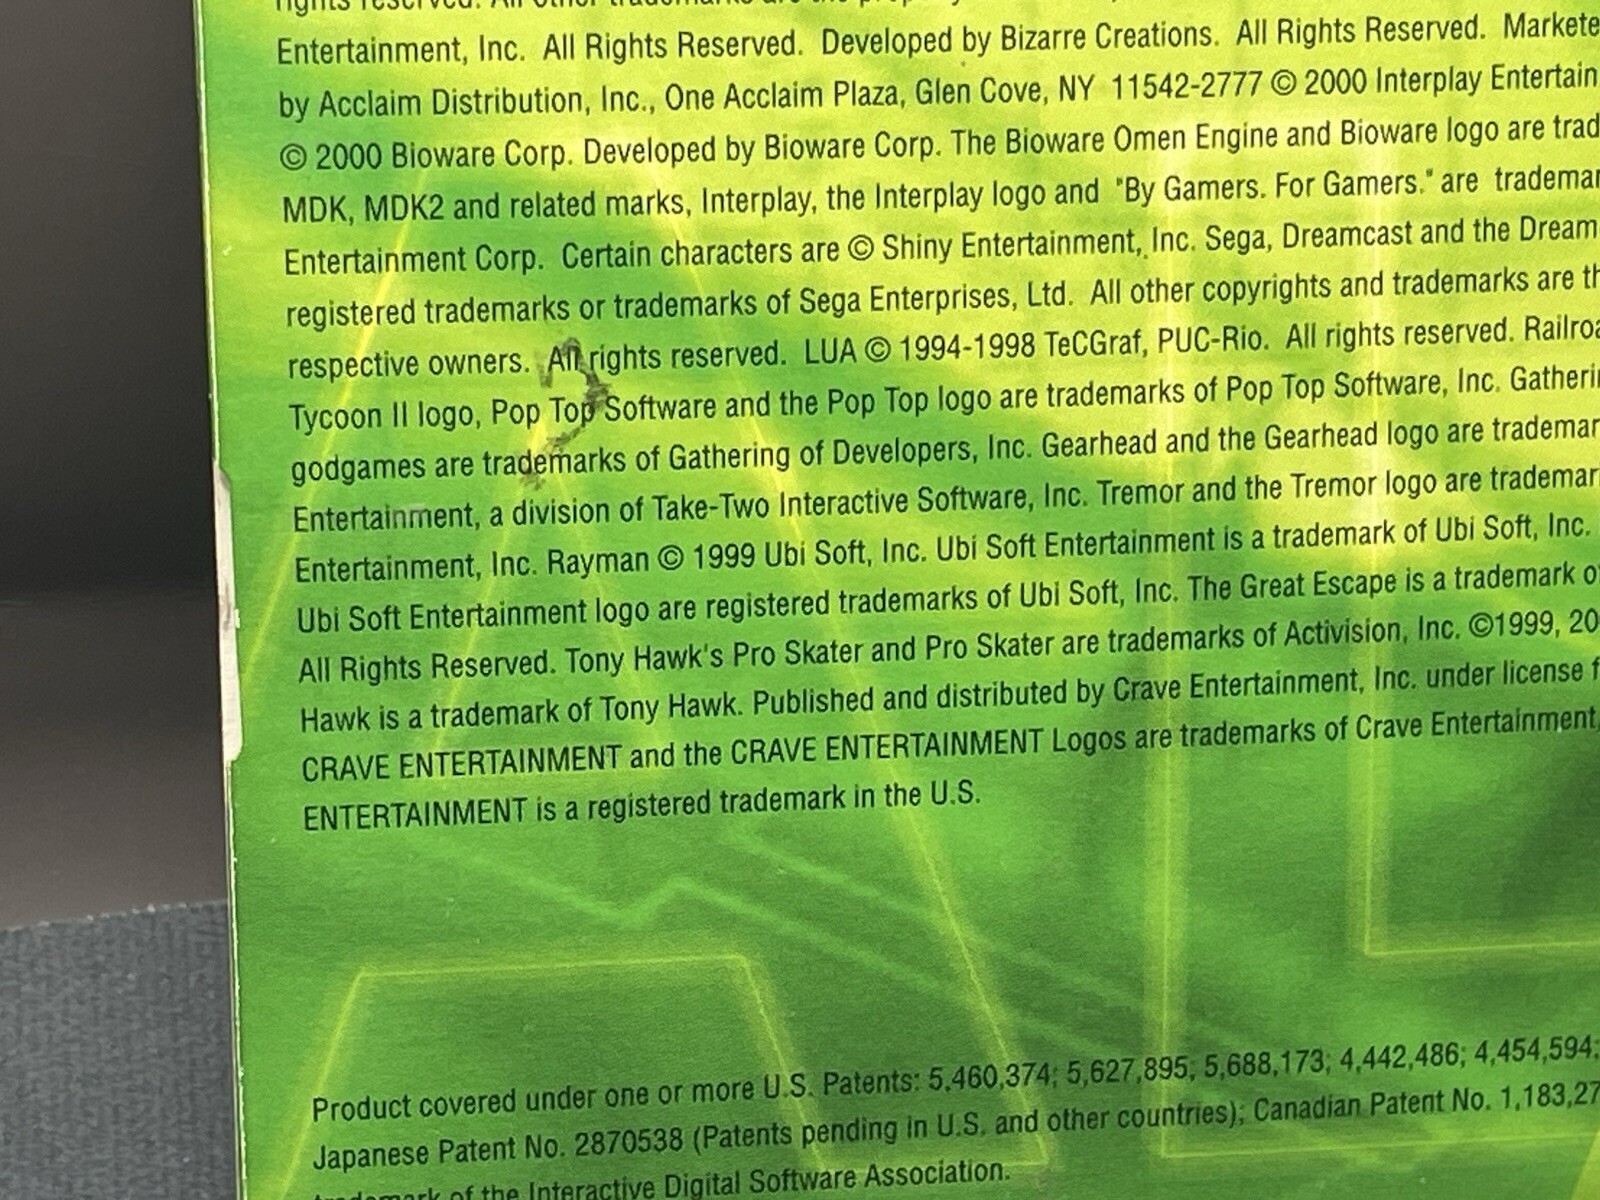 rights reserved. All other trademarks are the
Entertainment, Inc. All Rights Reserved. Developed by Bizarre Creations. All Rights Reserved. Markete
by Acclaim Distribution, Inc., One Acclaim Plaza, Glen Cove, NY 11542-2777 © 2000 Interplay Entertain
© 2000 Bioware Corp. Developed by Bioware Corp. The Bioware Omen Engine and Bioware logo are trad
MDK, MDK2 and related marks, Interplay, the Interplay logo and "By Gamers. For Gamers." are trademar
Entertainment Corp. Certain characters are © Shiny Entertainment, Inc. Sega, Dreamcast and the Dream
registered trademarks or trademarks of Sega Enterprises, Ltd. All other copyrights and trademarks are th
respective owners. All rights reserved. LUA © 1994-1998 TeCGraf, PUC-Rio. All rights reserved. Railroa
Tycoon II logo, Pop Top Software and the Pop Top logo are trademarks of Pop Top Software, Inc. Gatherin
godgames are trademarks of Gathering of Developers, Inc. Gearhead and the Gearhead logo are trademar
Entertainment, a division of Take-Two Interactive Software, Inc. Tremor and the Tremor logo are trademar
Entertainment, Inc. Rayman © 1999 Ubi Soft, Inc. Ubi Soft Entertainment is a trademark of Ubi Soft, Inc.
Ubi Soft Entertainment logo are registered trademarks of Ubi Soft, Inc. The Great Escape is a trademark o
All Rights Reserved. Tony Hawk's Pro Skater and Pro Skater are trademarks of Activision, Inc. ©1999, 20
Hawk is a trademark of Tony Hawk. Published and distributed by Crave Entertainment, Inc. under license f
CRAVE ENTERTAINMENT and the CRAVE ENTERTAINMENT Logos are trademarks of Crave Entertainment,
ENTERTAINMENT is a registered trademark in the U.S.
Product covered under one or more U.S. Patents: 5,460,374; 5,627,895; 5,688,173; 4,442,486; 4,454,594;
Japanese Patent No. 2870538 (Patents pending in U.S. and other countries); Canadian Patent No. 1,183,27
trademark of the Interactive Digital Software Association.